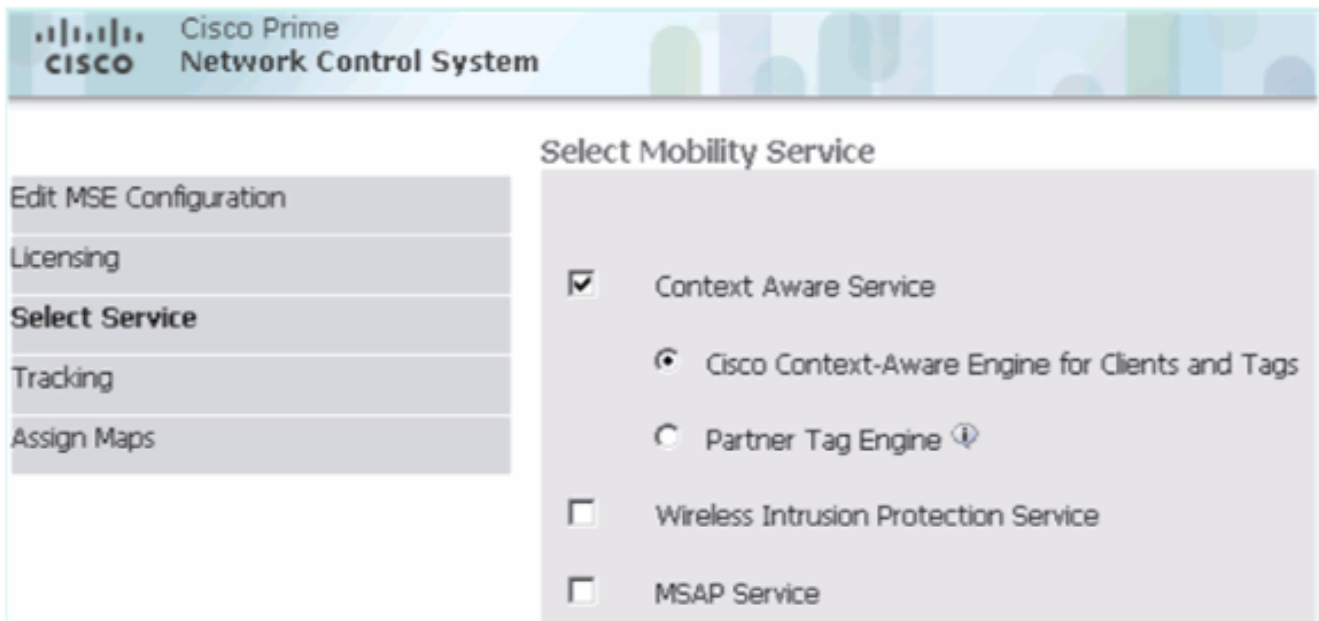 CISCO
Cisco Prime
Network Control System
Edit MSE Configuration
Licensing
Select Service
Tracking
Assign Maps
Select Mobility Service
Context Aware Service
Cisco Context-Aware Engine for Clients and Tags
Partner Tag Engine
Wireless Intrusion Protection Service
MSAP Service